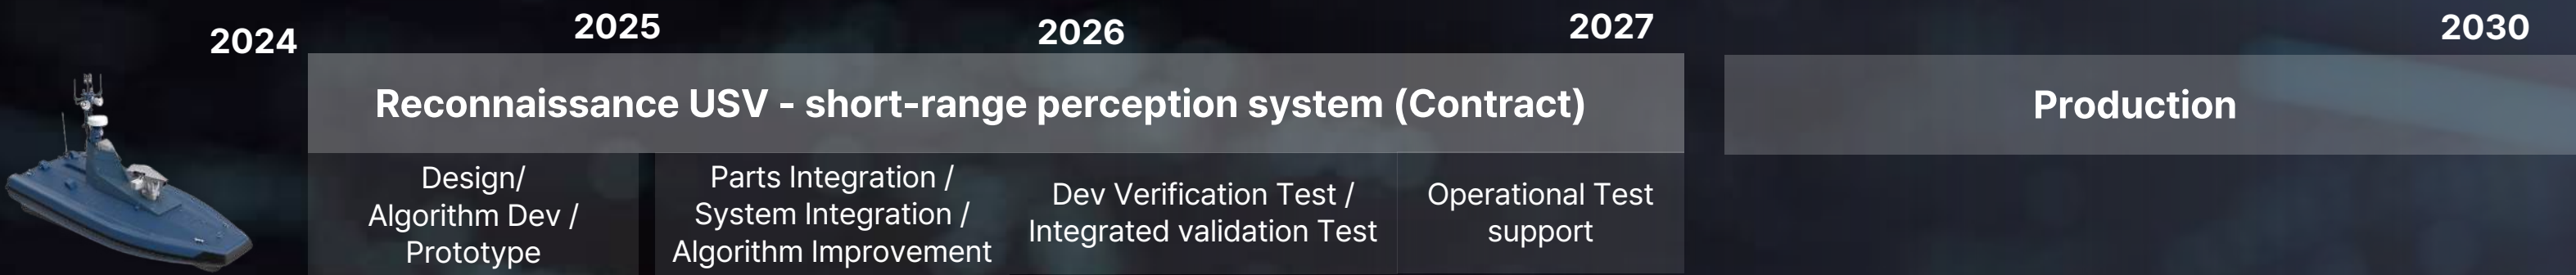 2024
2025
2026
2027
2030
Reconnaissance USV - short-range perception system (Contract)
Production
Design/
Algorithm Dev /
Prototype
Parts Integration /
System Integration /
Algorithm Improvement
Dev Verification Test /
Integrated validation Test
Operational Test
support